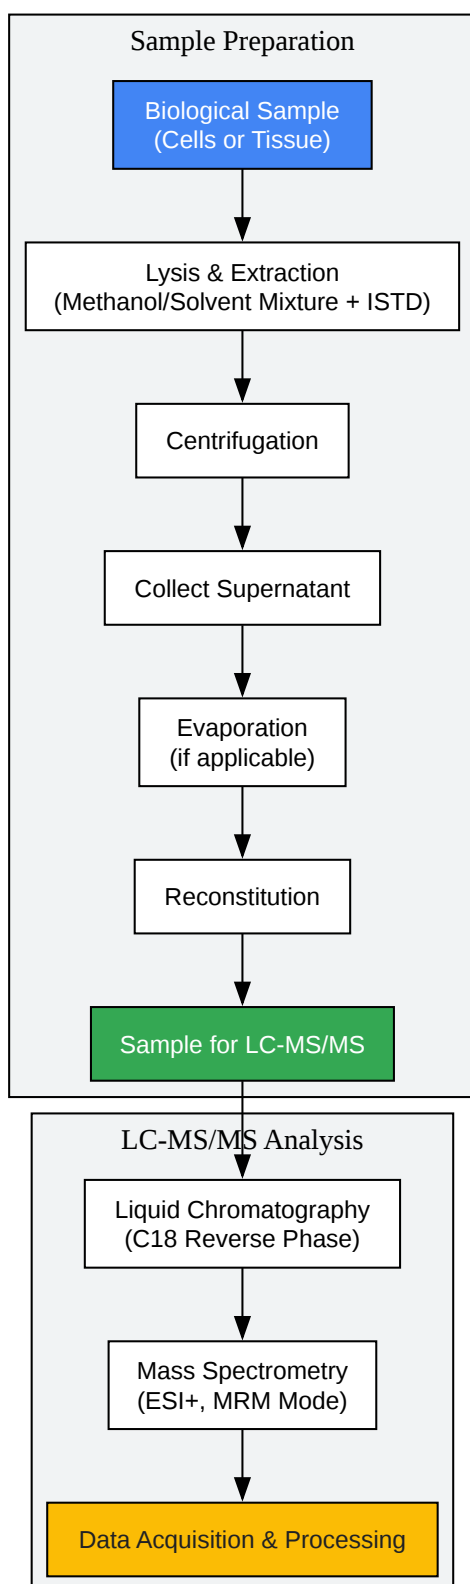 Sample Preparation
Biological Sample
(Cells or Tissue)
Lysis & Extraction
(Methanol/Solvent Mixture + ISTD)
Centrifugation
Collect Supernatant
Evaporation
(if applicable)
Reconstitution
Sample for LC-MS/MS
LC-MS/MS Analysis
Liquid Chromatography
(C18 Reverse Phase)
Mass Spectrometry
(ESI+, MRM Mode)
Data Acquisition & Processing